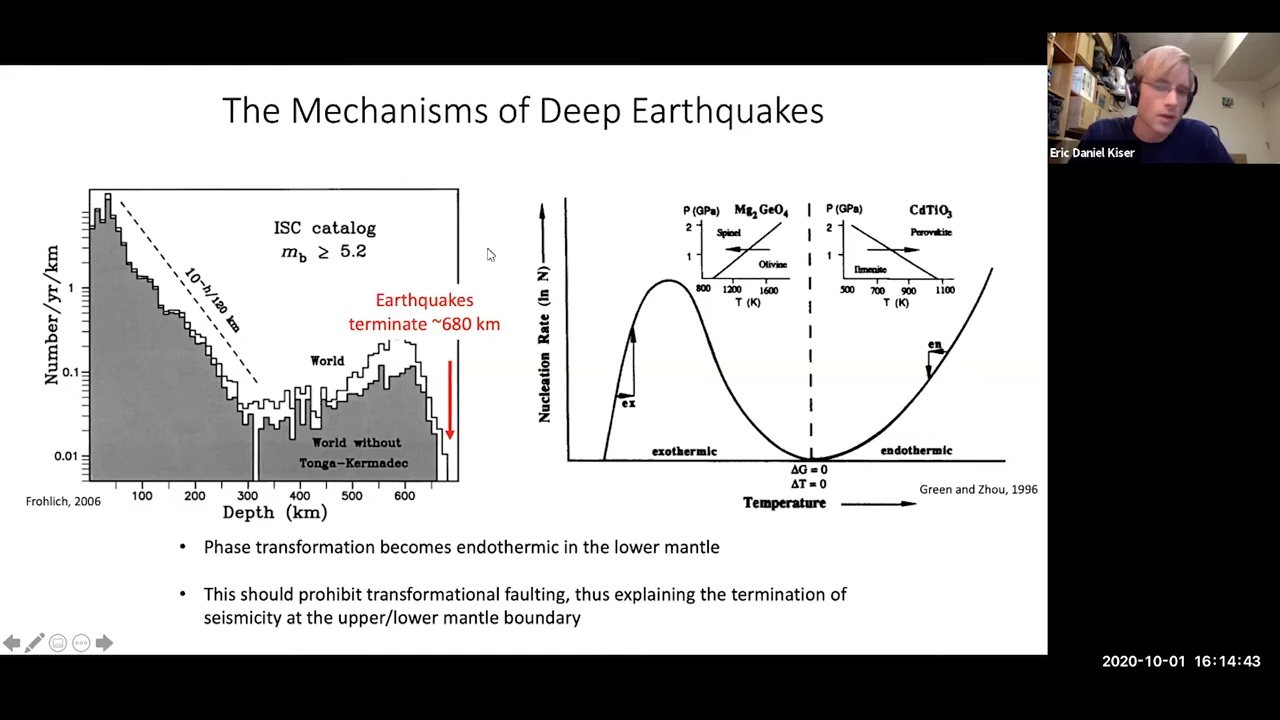 The Mechanisms of Deep Earthquakes
Eric Daniel Kiser
ISC catalog
m_b ≥ 5.2
10-h/120 km
Earthquakes
terminate ~680 km
World
World without
Tonga-Kermadec
Number/yr/km
1
0.1
0.01
100 200 300 400 500 600
Depth (km)
Frohlich, 2006
Nucleation Rate (ln N)
P (GPa) Mg2GeO4
2
1
Spinel
Olivine
800 1200 1600
T (K)
P (GPa) CdTiO3
2
1
Perovskite
Ilmenite
500 700 900 1100
T (K)
ex
en
exothermic
endothermic
ΔG = 0
ΔT = 0
Temperature
Green and Zhou, 1996
• Phase transformation becomes endothermic in the lower mantle
• This should prohibit transformational faulting, thus explaining the termination of
seismicity at the upper/lower mantle boundary
2020-10-01 16:14:43